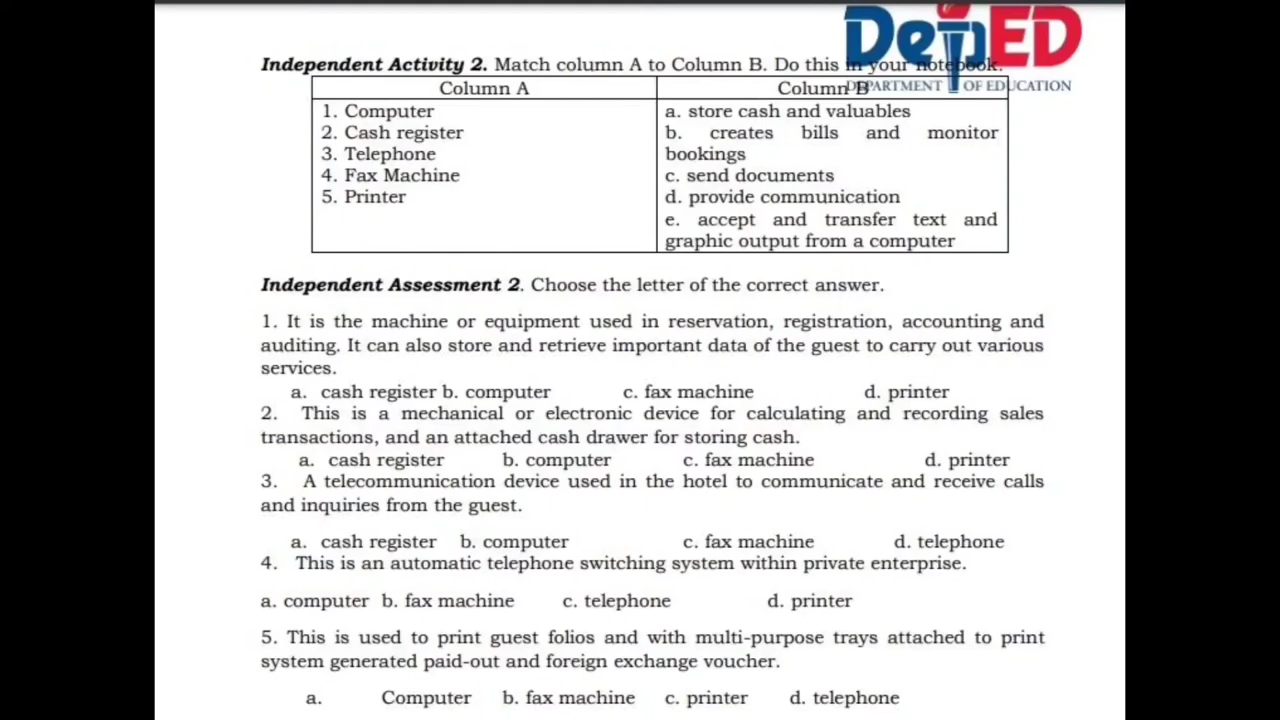 DepED
DEPARTMENT OF EDUCATION
Independent Activity 2. Match column A to Column B. Do this in your notebook.
Column A
1. Computer
2. Cash register
3. Telephone
4. Fax Machine
5. Printer
Column B
a. store cash and valuables
b. creates bills and monitor
bookings
c. send documents
d. provide communication
e. accept and transfer text and
graphic output from a computer
Independent Assessment 2. Choose the letter of the correct answer.
1. It is the machine or equipment used in reservation, registration, accounting and
auditing. It can also store and retrieve important data of the guest to carry out various
services.
a. cash register b. computer c. fax machine d. printer
2. This is a mechanical or electronic device for calculating and recording sales
transactions, and an attached cash drawer for storing cash.
a. cash register b. computer c. fax machine d. printer
3. A telecommunication device used in the hotel to communicate and receive calls
and inquiries from the guest.
a. cash register b. computer c. fax machine d. telephone
4. This is an automatic telephone switching system within private enterprise.
a. computer b. fax machine c. telephone d. printer
5. This is used to print guest folios and with multi-purpose trays attached to print
system generated paid-out and foreign exchange voucher.
a. Computer b. fax machine c. printer d. telephone